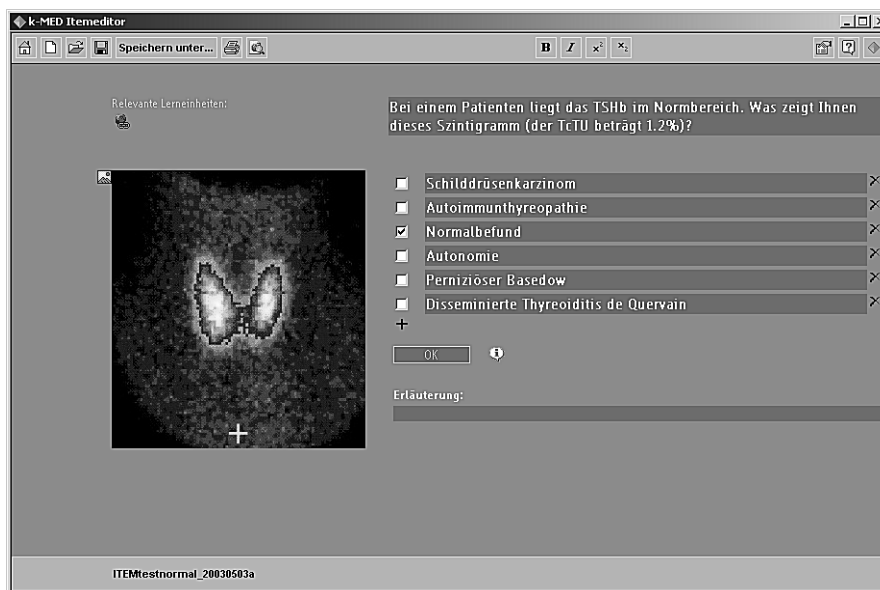 k-MED Itemeditor
Speichern unter... B I x² x₂
Relevante Lerneinheiten:
Bei einem Patienten liegt das TSHb im Normbereich. Was zeigt Ihnen
dieses Szintigramm (der TcTU beträgt 1.2%)?
Schilddrüsenkarzinom
Autoimmunthyreopathie
Normalbefund
Autonomie
Perniziöser Basedow
Disseminierte Thyreoiditis de Quervain
OK
Erläuterung:
ITEMtestnormal_20030503a